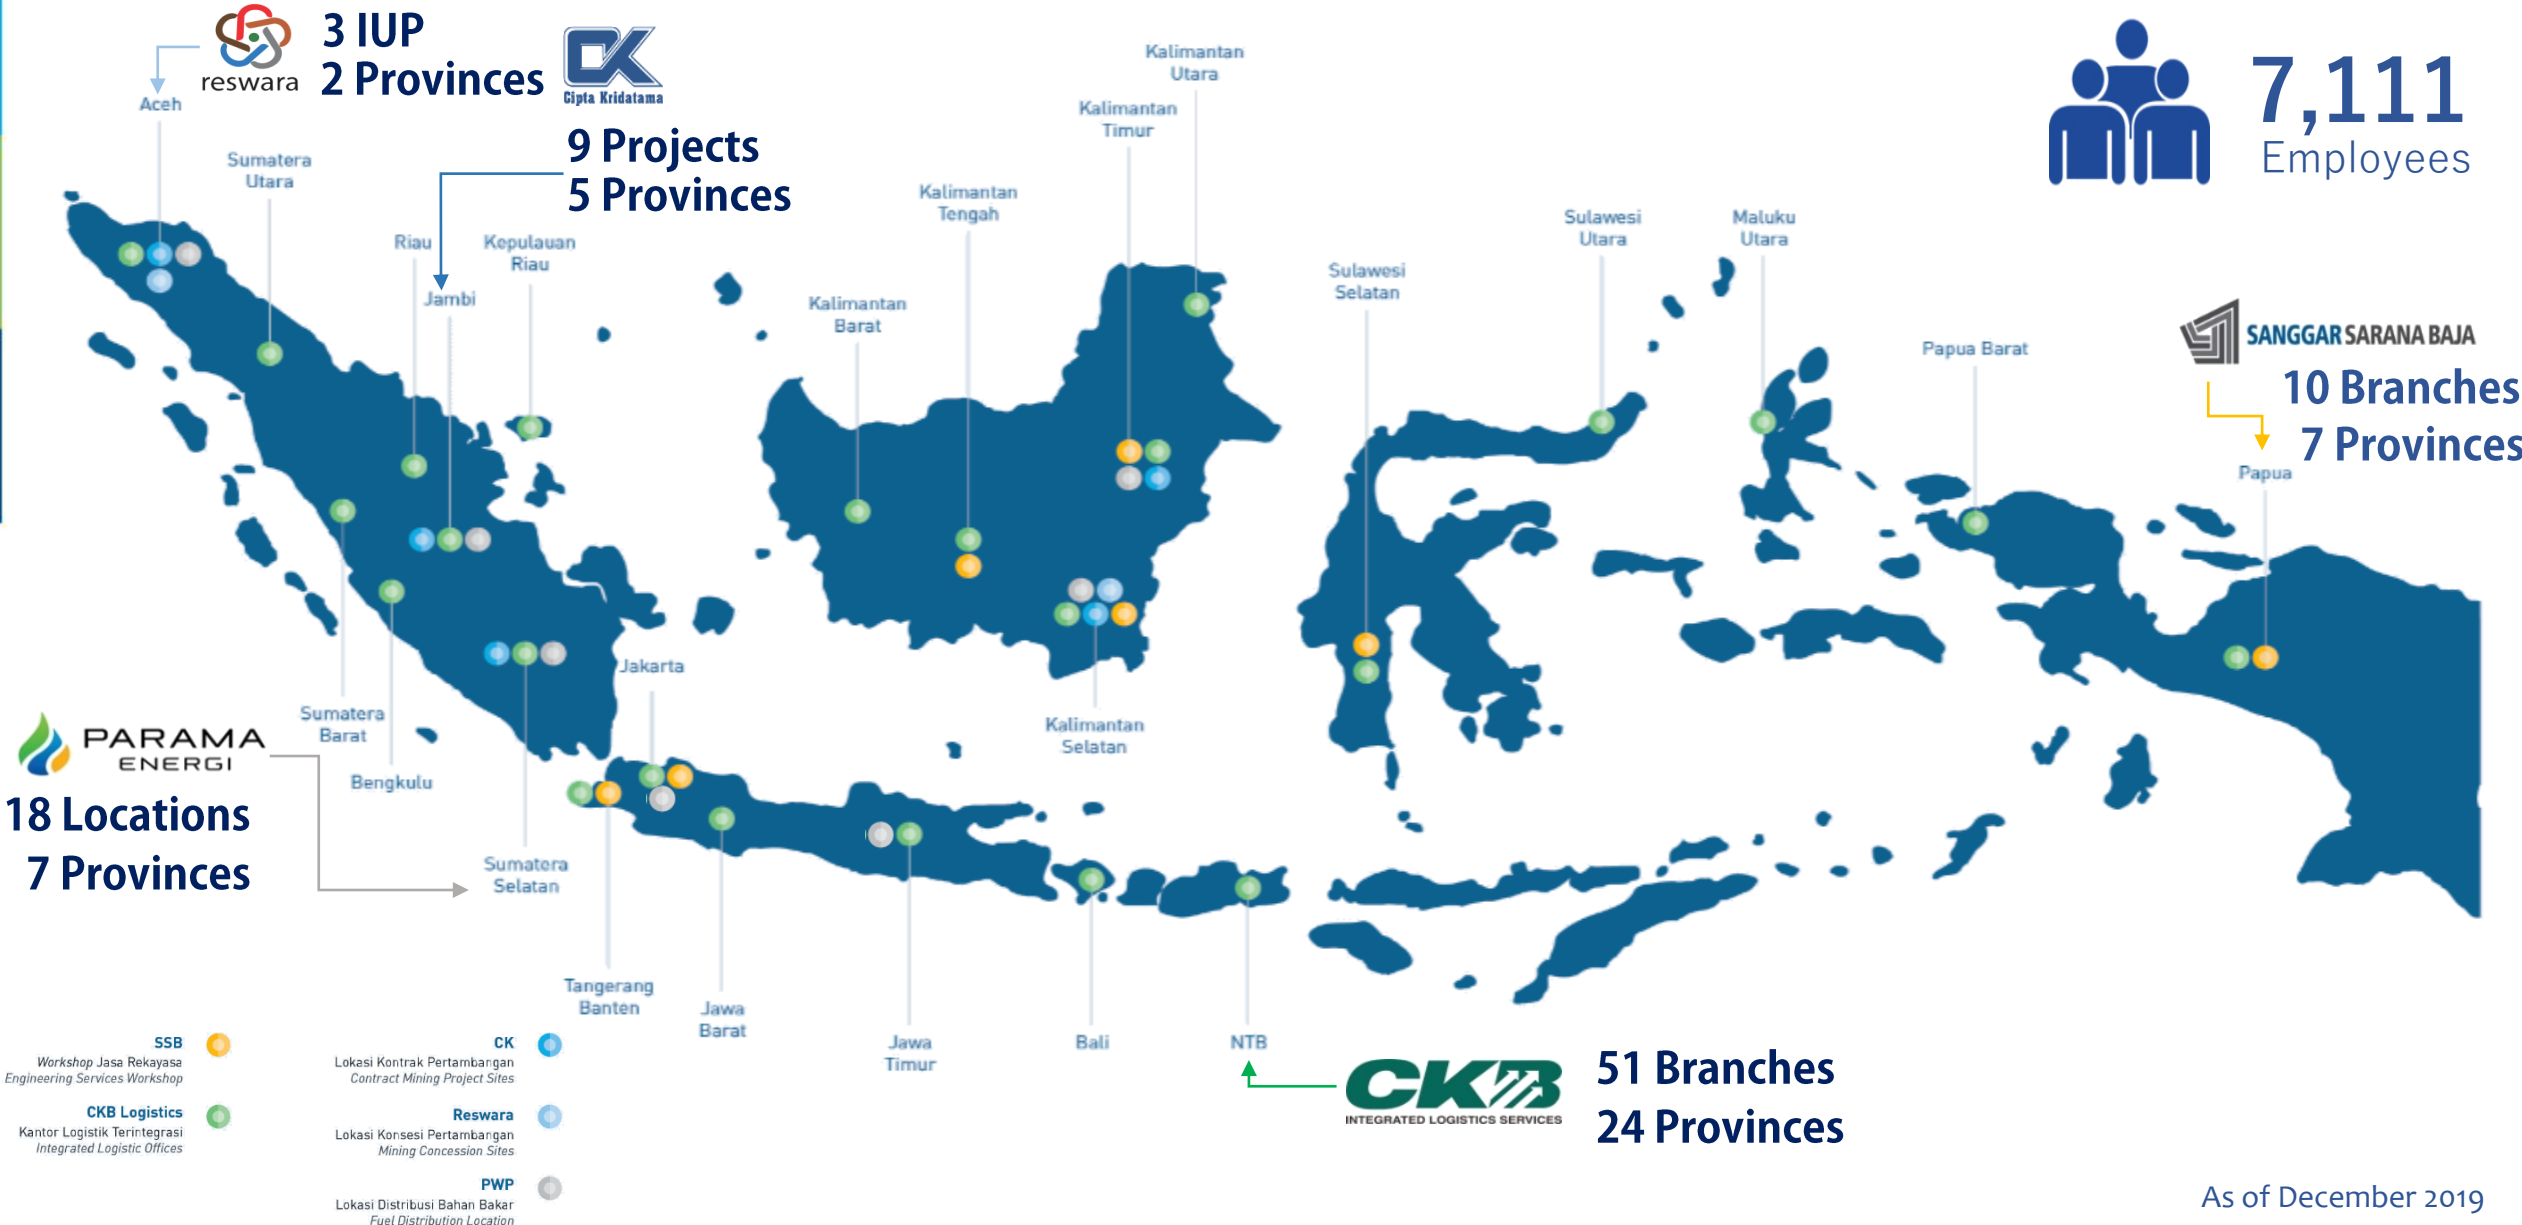 reswara
3 IUP
2 Provinces
Cipta Kridatama
9 Projects
5 Provinces
7,111
Employees
Aceh
Sumatera
Utara
Riau
Jambi
Kepulauan
Riau
Kalimantan
Barat
Kalimantan
Tengah
Kalimantan
Timur
Kalimantan
Utara
Sulawesi
Selatan
Sulawesi
Utara
Maluku
Utara
Papua Barat
SANGGAR SARANA BAJA
10 Branches
7 Provinces
Papua
PARAMA
ENERGI
18 Locations
7 Provinces
Sumatera
Barat
Bengkulu
Sumatera
Selatan
Jakarta
Kalimantan
Selatan
Tangerang
Banten
Jawa
Barat
Jawa
Timur
Bali
NTB
CKB
INTEGRATED LOGISTICS SERVICES
51 Branches
24 Provinces
SSB
Workshop Jasa Rekayasa
Engineering Services Workshop
CKB Logistics
Kantor Logistik Terintegrasi
Integrated Logistic Offices
CK
Lokasi Kontrak Pertambangan
Contract Mining Project Sites
Reswara
Lokasi Konsesi Pertambangan
Mining Concession Sites
PWP
Lokasi Distribusi Bahan Bakar
Fuel Distribution Location
As of December 2019